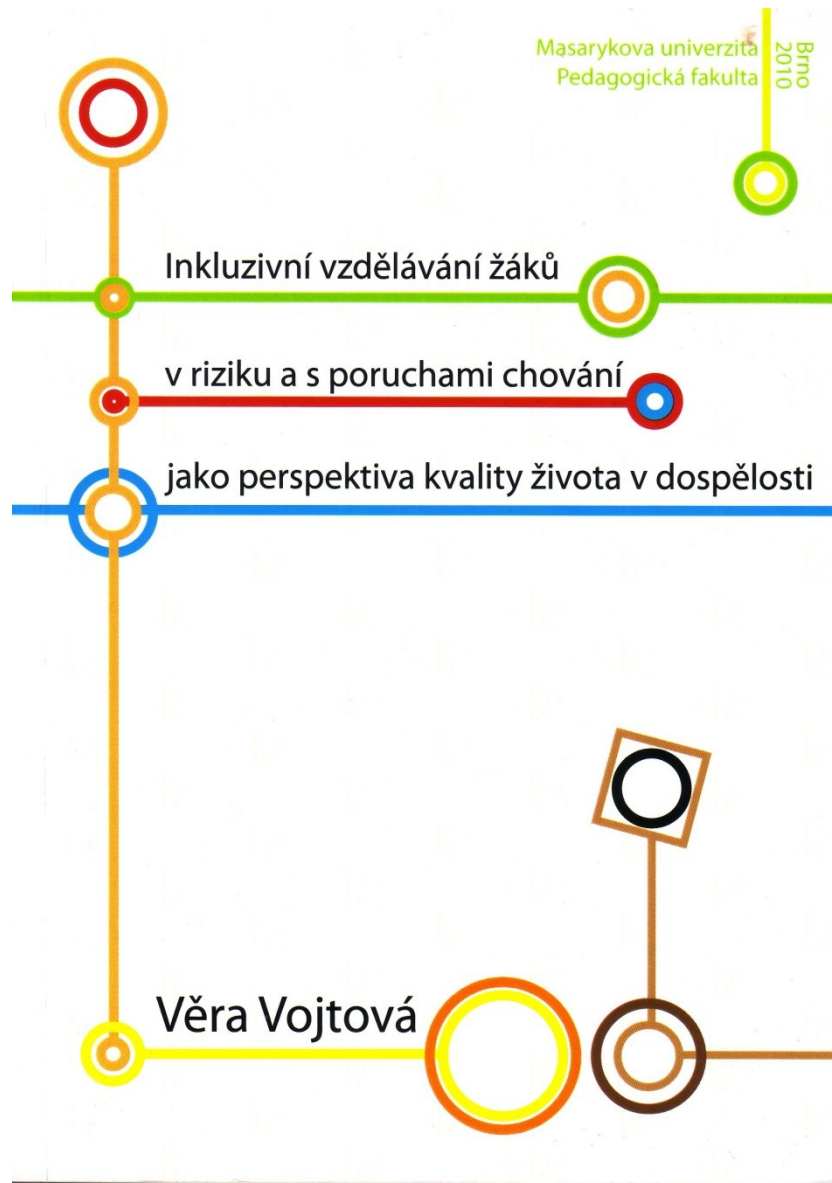 Masarykova univerzita
Pedagogická fakulta
Brno
2010
Inkluzivní vzdělávání žáků
v riziku a s poruchami chování
jako perspektiva kvality života v dospělosti
Věra Vojtová